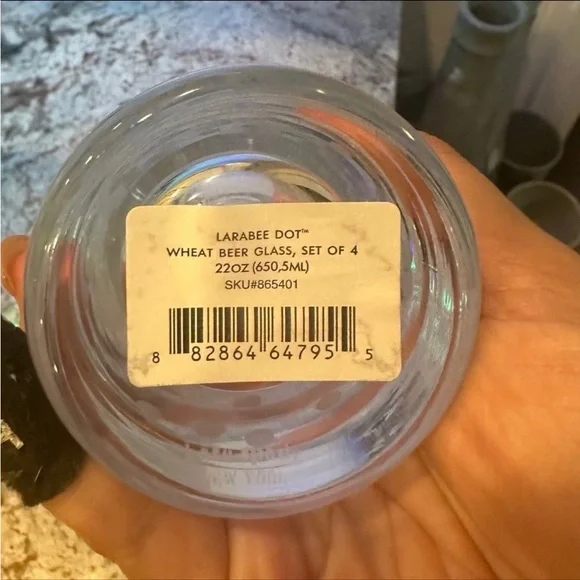 LARABEE DOT™
WHEAT BEER GLASS, SET OF 4
22OZ (650,5ML)
SKU#865401
8 82864 64795 5